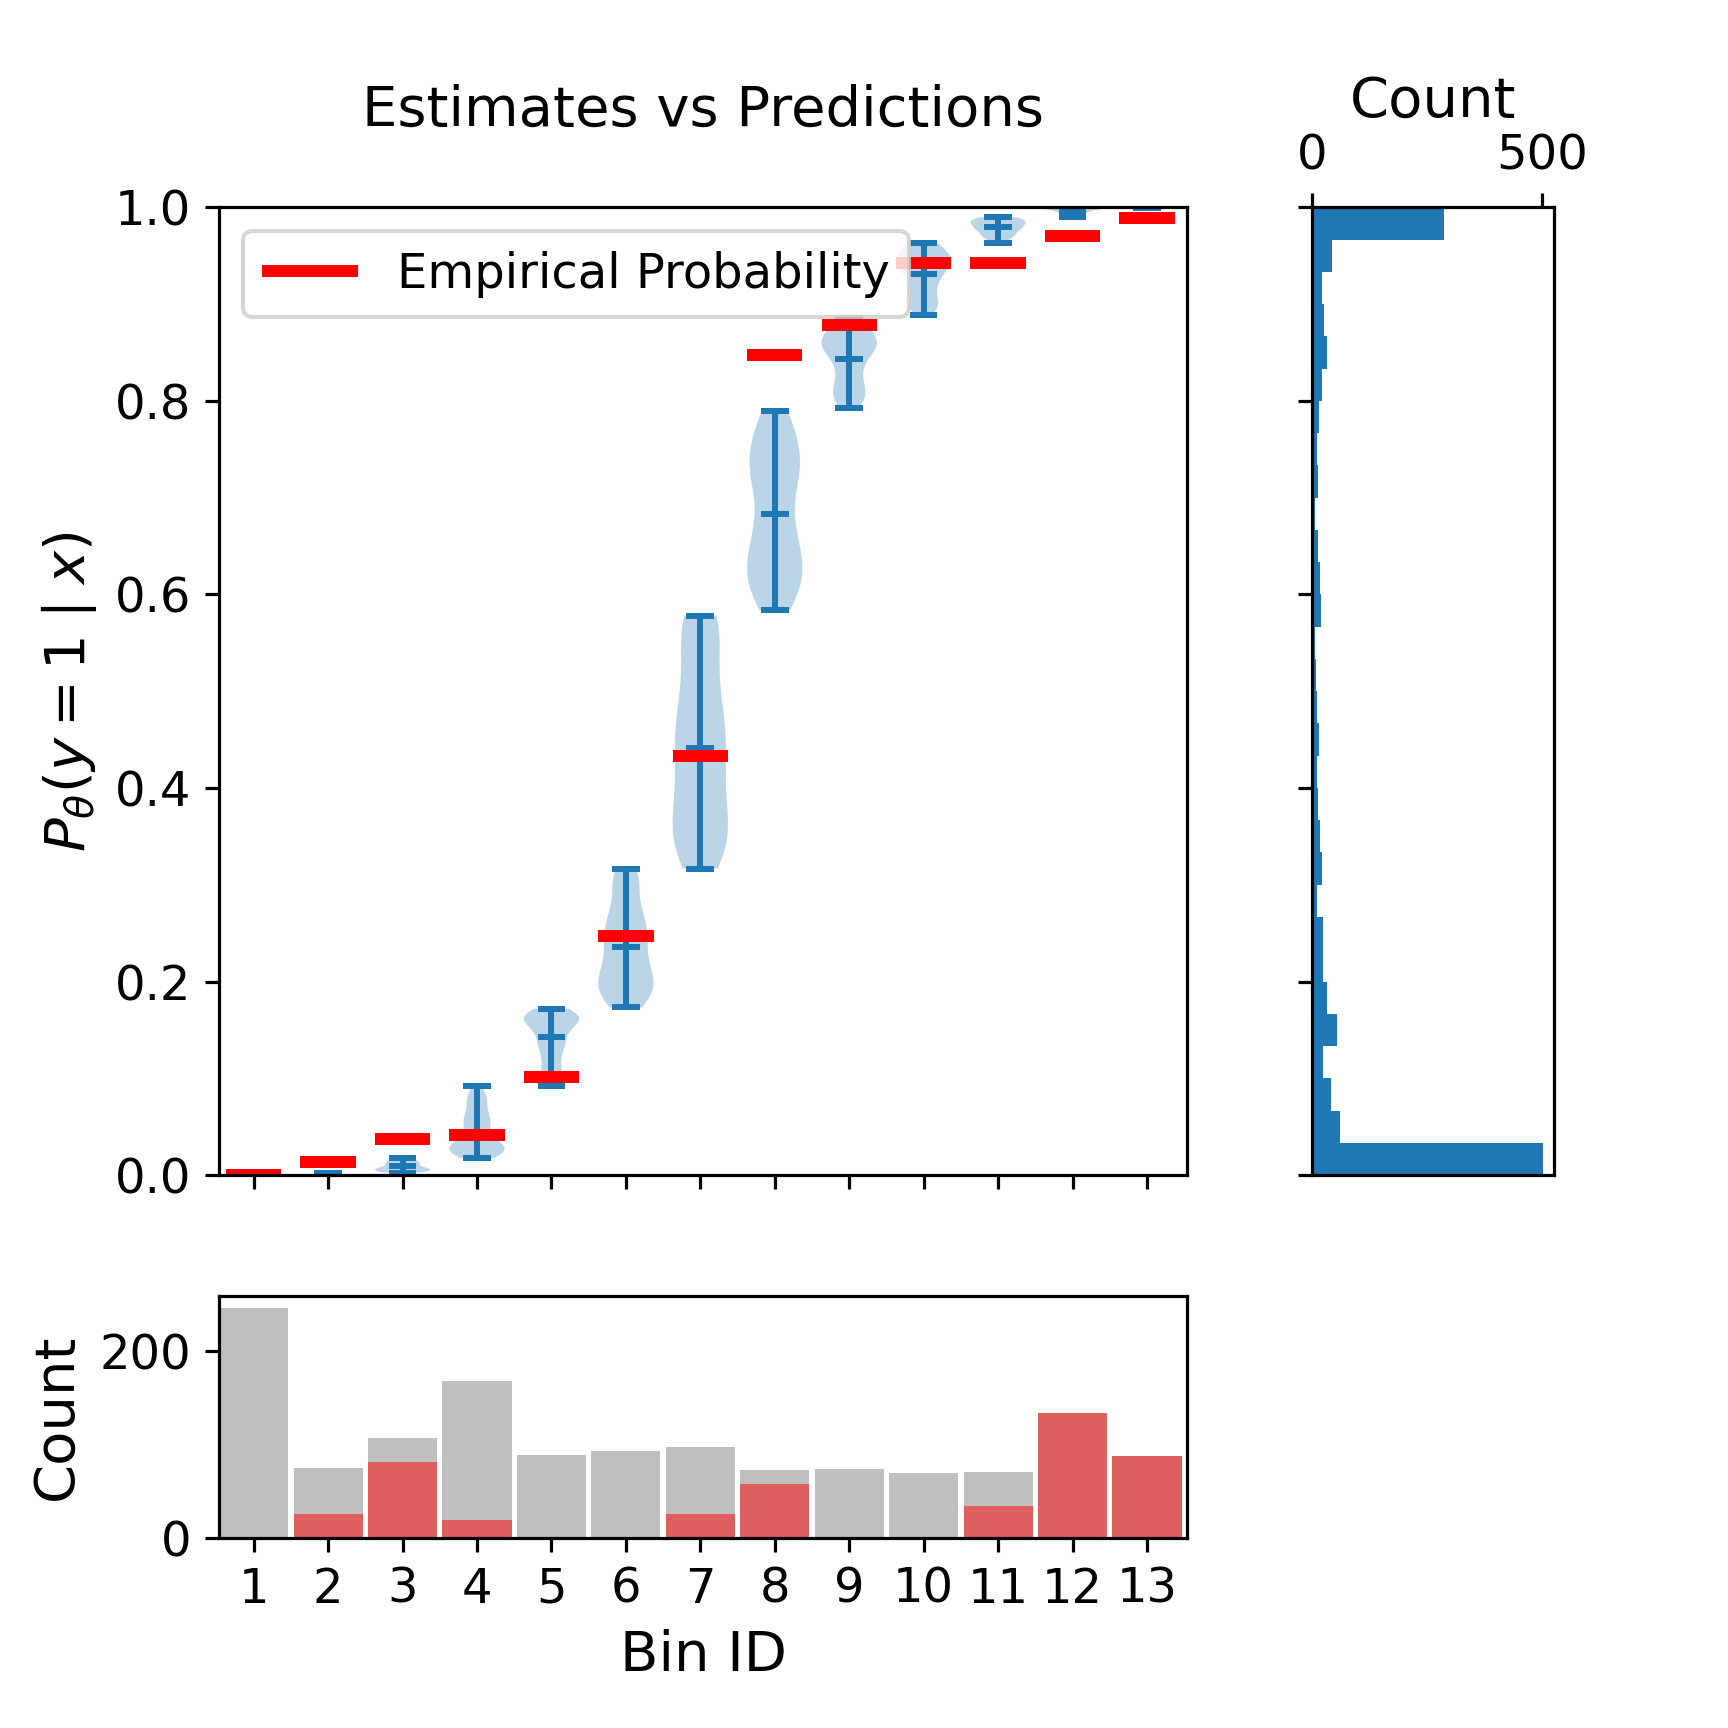 Estimates vs Predictions
Count
0 500
1.0
0.8
0.6
0.4
0.2
0.0
Pθ(y = 1 | x)
Empirical Probability
Count
200
0
1 2 3 4 5 6 7 8 9 10 11 12 13
Bin ID